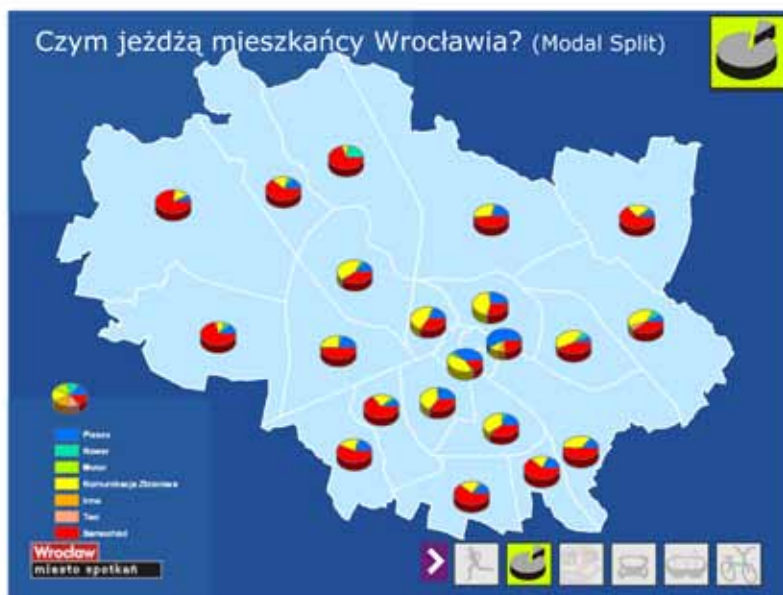 Czym jeżdżą mieszkańcy Wrocławia? (Modal Split)
Pieszo
Rower
Motor
Komunikacja Zbiorowa
Inne
Taxi
Samochód
Wrocław
miasto spotkań